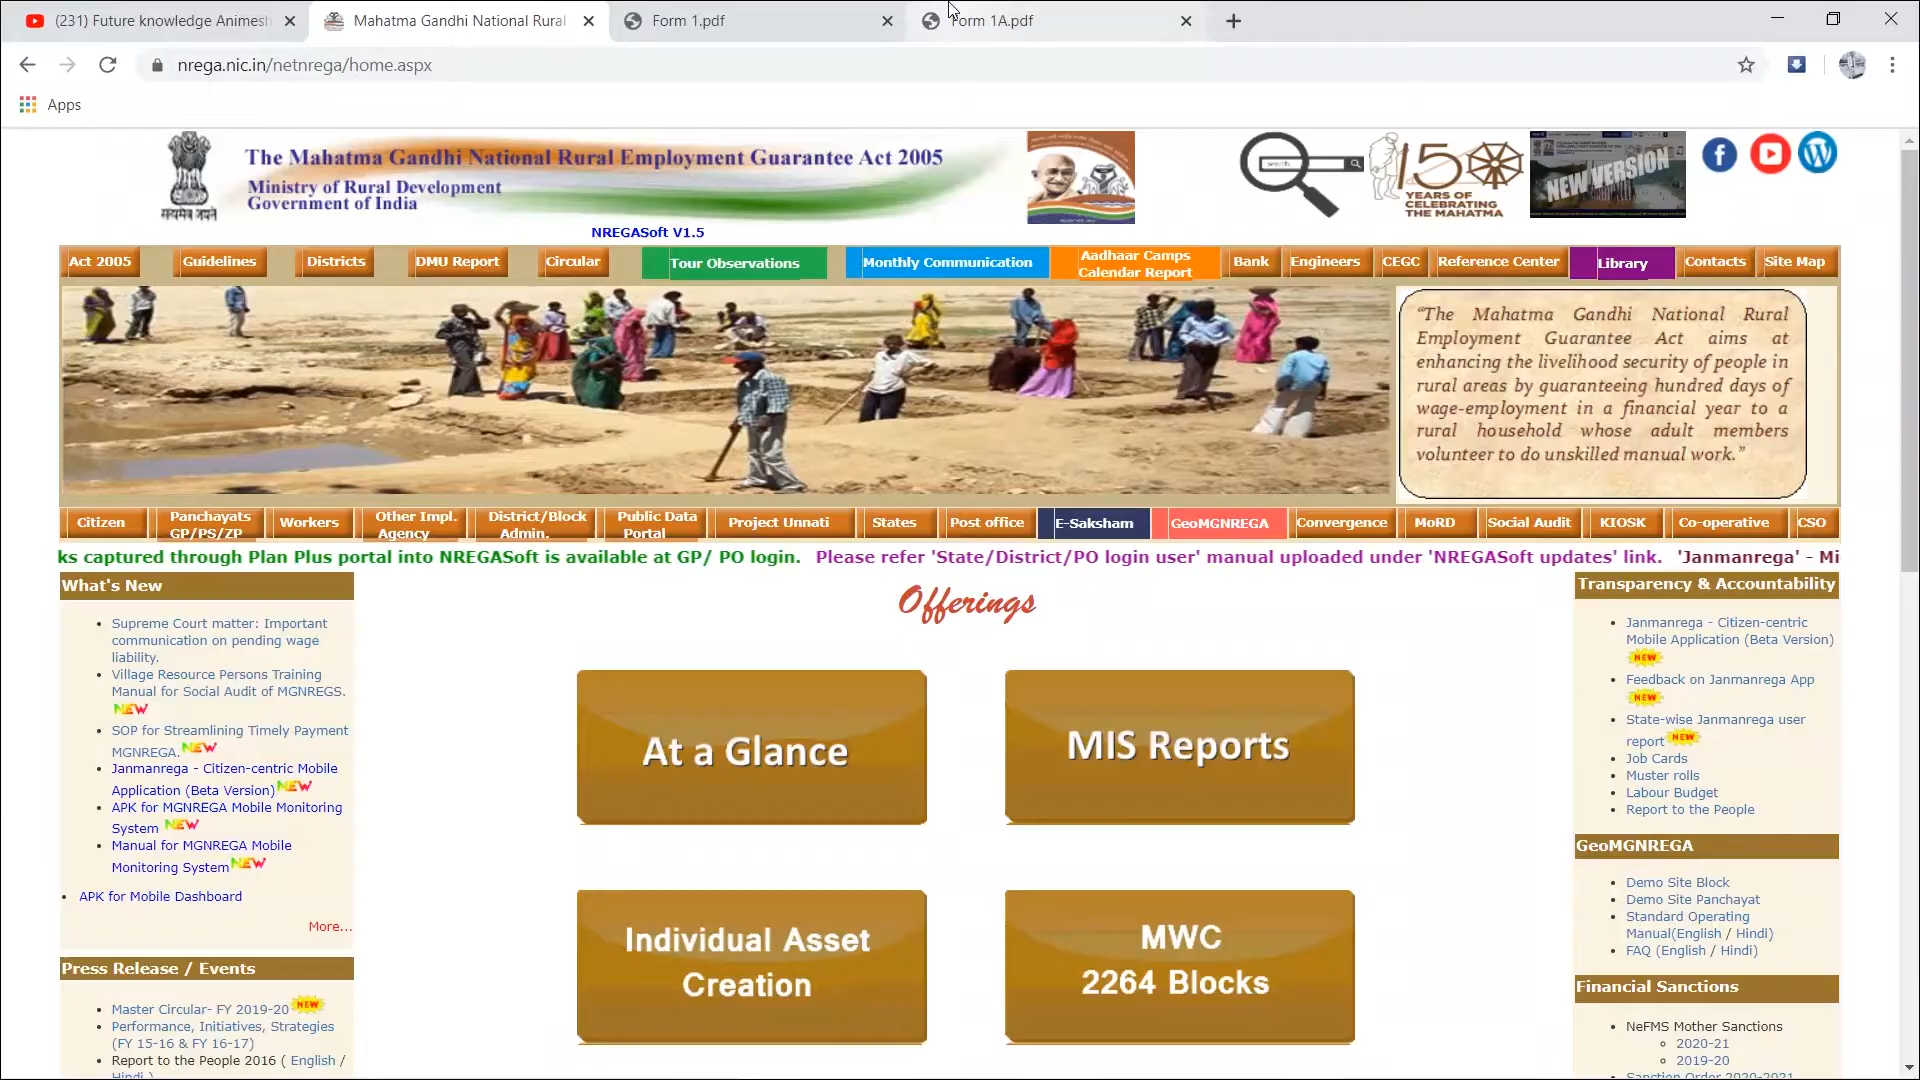 (231) Future knowledge Animesh
Mahatma Gandhi National Rural
Form 1.pdf
Form 1A.pdf
nrega.nic.in/netnrega/home.aspx
Apps
सत्यमेव जयते
The Mahatma Gandhi National Rural Employment Guarantee Act 2005
Ministry of Rural Development
Government of India
NREGASoft V1.5
search
150
YEARS OF
CELEBRATING
THE MAHATMA
NEW VERSION
Act 2005
Guidelines
Districts
DMU Report
Circular
Tour Observations
Monthly Communication
Aadhaar Camps
Calendar Report
Bank
Engineers
CEGC
Reference Center
Library
Contacts
Site Map
“The Mahatma Gandhi National Rural
Employment Guarantee Act aims at
enhancing the livelihood security of people in
rural areas by guaranteeing hundred days of
wage-employment in a financial year to a
rural household whose adult members
volunteer to do unskilled manual work.”
Citizen
Panchayats
GP/PS/ZP
Workers
Other Impl.
Agency
District/Block
Admin.
Public Data
Portal
Project Unnati
States
Post office
E-Saksham
GeoMGNREGA
Convergence
MoRD
Social Audit
KIOSK
Co-operative
CSO
ks captured through Plan Plus portal into NREGASoft is available at GP/ PO login. Please refer 'State/District/PO login user' manual uploaded under 'NREGASoft updates' link. 'Janmanrega' - Mi
What's New
Supreme Court matter: Important
communication on pending wage
liability.
Village Resource Persons Training
Manual for Social Audit of MGNREGS.
NEW
SOP for Streamlining Timely Payment
MGNREGA. NEW
Janmanrega - Citizen-centric Mobile
Application (Beta Version) NEW
APK for MGNREGA Mobile Monitoring
System NEW
Manual for MGNREGA Mobile
Monitoring System NEW
APK for Mobile Dashboard
More...
Press Release / Events
Master Circular- FY 2019-20 NEW
Performance, Initiatives, Strategies
(FY 15-16 & FY 16-17)
Report to the People 2016 ( English /
Hindi )
Offerings
At a Glance
MIS Reports
Individual Asset
Creation
MWC
2264 Blocks
Transparency & Accountability
Janmanrega - Citizen-centric
Mobile Application (Beta Version)
NEW
Feedback on Janmanrega App
NEW
State-wise Janmanrega user
report NEW
Job Cards
Muster rolls
Labour Budget
Report to the People
GeoMGNREGA
Demo Site Block
Demo Site Panchayat
Standard Operating
Manual(English / Hindi)
FAQ (English / Hindi)
Financial Sanctions
NeFMS Mother Sanctions
2020-21
2019-20
Sanction Order 2020-2021